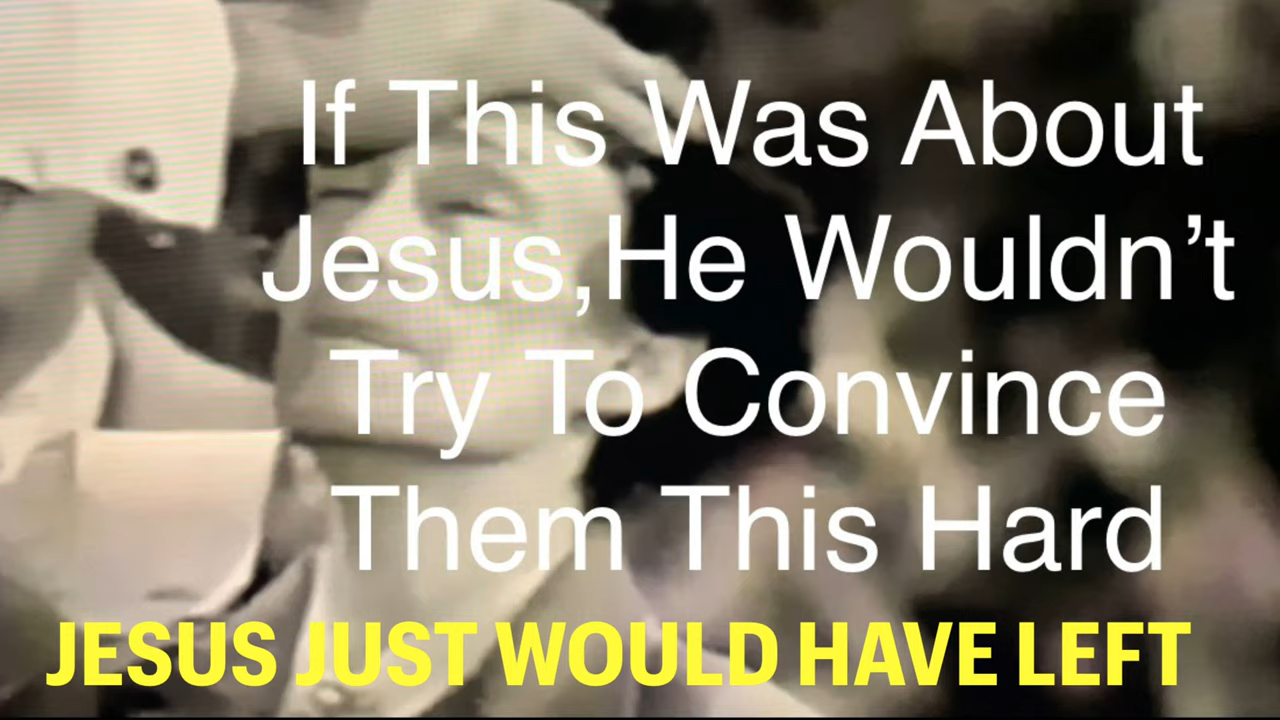 If This Was About
Jesus,He Wouldn’t
Try To Convince
Them This Hard
JESUS JUST WOULD HAVE LEFT